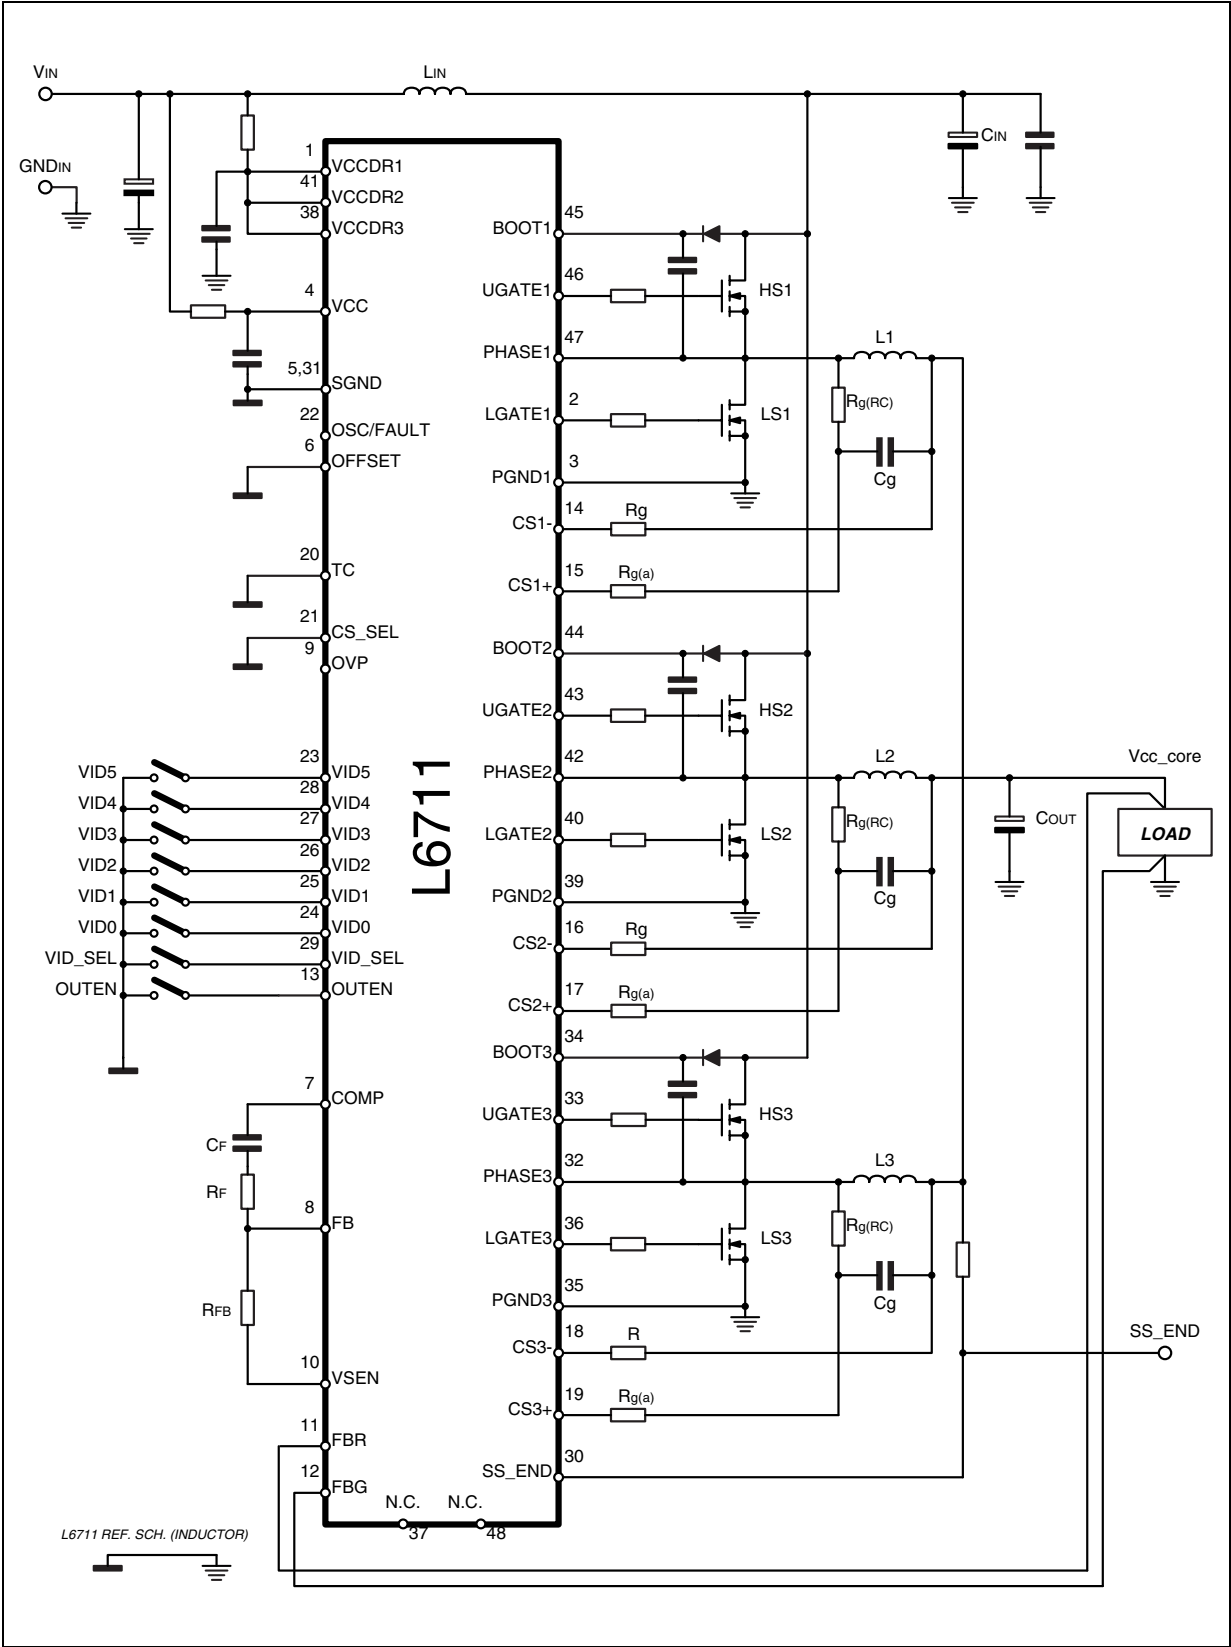 VIN
LIN
CIN
GNDIN
1
VCCDR1
41
VCCDR2
38
VCCDR3
4
VCC
5,31
SGND
22
OSC/FAULT
6
OFFSET
20
TC
21
CS_SEL
9
OVP
VID5
23
VID5
VID4
28
VID4
VID3
27
VID3
VID2
26
VID2
VID1
25
VID1
VID0
24
VID0
VID_SEL
29
VID_SEL
OUTEN
13
OUTEN
7
COMP
CF
RF
8
FB
RFB
10
VSEN
11
FBR
12
FBG
L6711
N.C.
37
N.C.
48
BOOT1
45
UGATE1
46
HS1
PHASE1
47
L1
LGATE1
2
LS1
Rg(RC)
Cg
PGND1
3
CS1-
14
Rg
CS1+
15
Rg(a)
BOOT2
44
UGATE2
43
HS2
PHASE2
42
L2
LGATE2
40
LS2
Rg(RC)
Cg
PGND2
39
CS2-
16
Rg
CS2+
17
Rg(a)
Vcc_core
COUT
LOAD
BOOT3
34
UGATE3
33
HS3
PHASE3
32
L3
LGATE3
36
LS3
Rg(RC)
Cg
PGND3
35
CS3-
18
R
CS3+
19
Rg(a)
SS_END
30
SS_END
L6711 REF. SCH. (INDUCTOR)